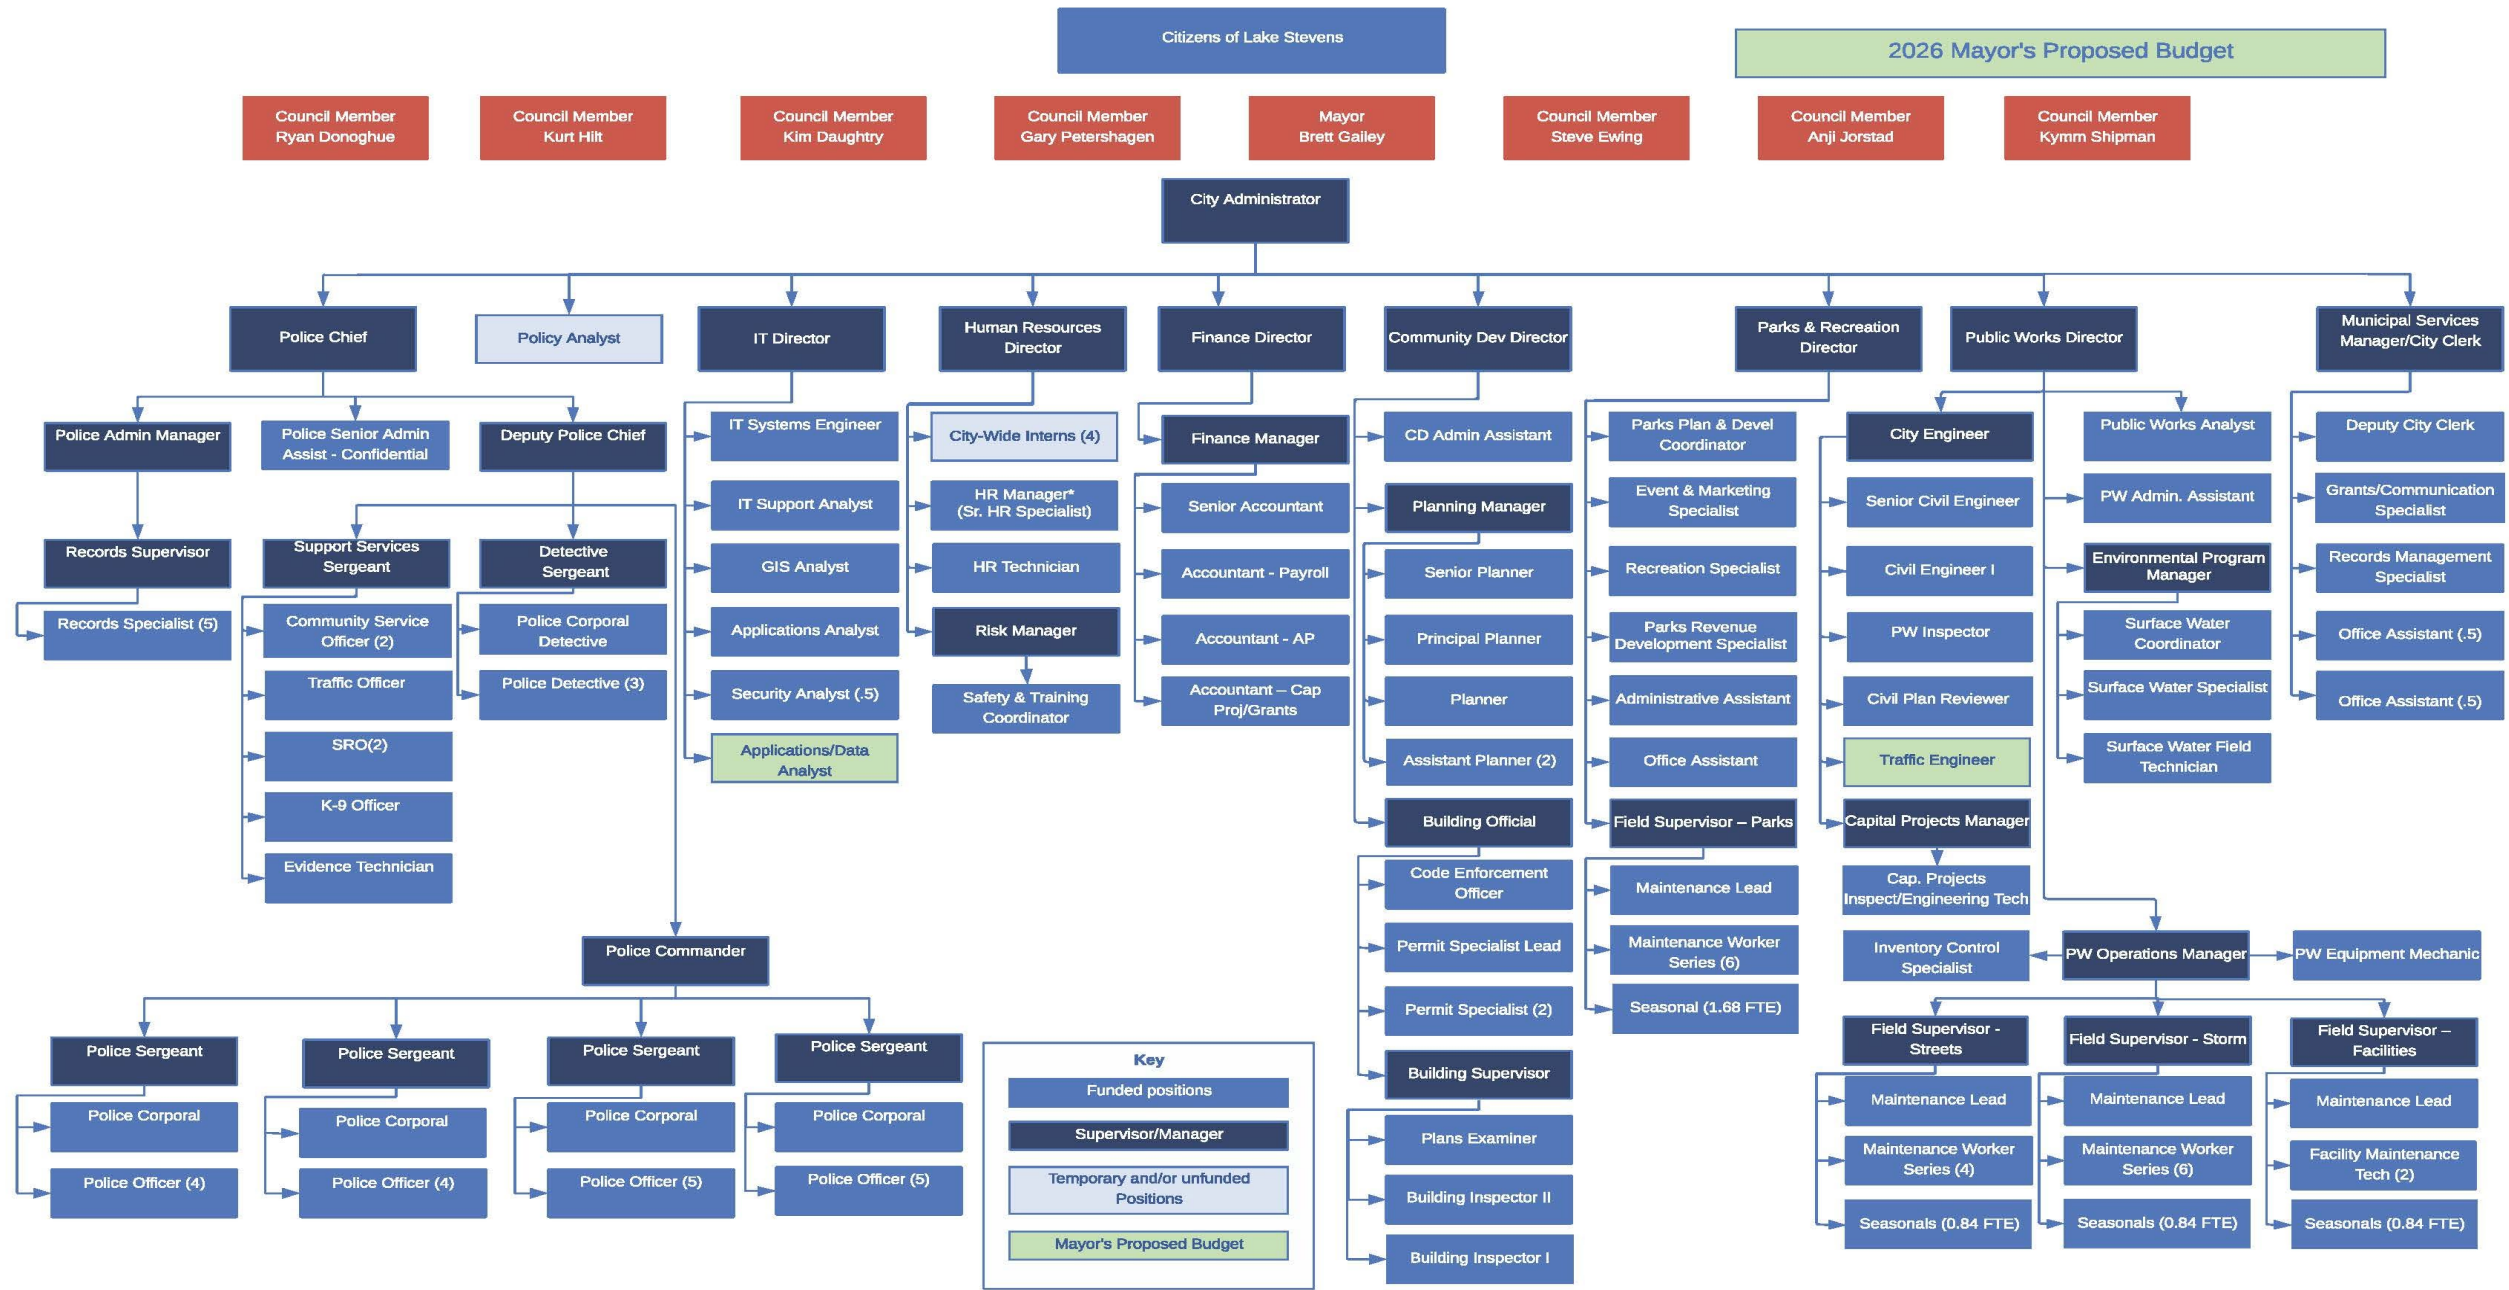 Citizens of Lake Stevens
2026 Mayor's Proposed Budget
Council Member
Ryan Donoghue
Council Member
Kurt Hilt
Council Member
Kim Daughtry
Council Member
Gary Petershagen
Mayor
Brett Gailey
Council Member
Steve Ewing
Council Member
Anji Jorstad
Council Member
Kymm Shipman
City Administrator
Police Chief
Policy Analyst
IT Director
Human Resources
Director
Finance Director
Community Dev Director
Parks & Recreation
Director
Public Works Director
Municipal Services
Manager/City Clerk
Police Admin Manager
Police Senior Admin
Assist - Confidential
Deputy Police Chief
Records Supervisor
Support Services
Sergeant
Detective
Sergeant
Records Specialist (5)
Community Service
Officer (2)
Traffic Officer
SRO(2)
K-9 Officer
Evidence Technician
Police Corporal
Detective
Police Detective (3)
Police Commander
Police Sergeant
Police Corporal
Police Officer (4)
Police Sergeant
Police Corporal
Police Officer (4)
Police Sergeant
Police Corporal
Police Officer (5)
Police Sergeant
Police Corporal
Police Officer (5)
IT Systems Engineer
IT Support Analyst
GIS Analyst
Applications Analyst
Security Analyst (.5)
Applications/Data
Analyst
City-Wide Interns (4)
HR Manager*
(Sr. HR Specialist)
HR Technician
Risk Manager
Safety & Training
Coordinator
Finance Manager
Senior Accountant
Accountant - Payroll
Accountant - AP
Accountant – Cap
Proj/Grants
CD Admin Assistant
Planning Manager
Senior Planner
Principal Planner
Planner
Assistant Planner (2)
Building Official
Code Enforcement
Officer
Permit Specialist Lead
Permit Specialist (2)
Building Supervisor
Plans Examiner
Building Inspector II
Building Inspector I
Parks Plan & Devel
Coordinator
Event & Marketing
Specialist
Recreation Specialist
Parks Revenue
Development Specialist
Administrative Assistant
Office Assistant
Field Supervisor – Parks
Maintenance Lead
Maintenance Worker
Series (6)
Seasonal (1.68 FTE)
City Engineer
Senior Civil Engineer
Civil Engineer I
PW Inspector
Civil Plan Reviewer
Traffic Engineer
Capital Projects Manager
Cap. Projects
Inspect/Engineering Tech
Public Works Analyst
PW Admin. Assistant
Environmental Program
Manager
Surface Water
Coordinator
Surface Water Specialist
Surface Water Field
Technician
Inventory Control
Specialist
PW Operations Manager
PW Equipment Mechanic
Field Supervisor -
Streets
Maintenance Lead
Maintenance Worker
Series (4)
Seasonals (0.84 FTE)
Field Supervisor - Storm
Maintenance Lead
Maintenance Worker
Series (6)
Seasonals (0.84 FTE)
Field Supervisor –
Facilities
Maintenance Lead
Facility Maintenance
Tech (2)
Seasonals (0.84 FTE)
Deputy City Clerk
Grants/Communication
Specialist
Records Management
Specialist
Office Assistant (.5)
Office Assistant (.5)
Key
Funded positions
Supervisor/Manager
Temporary and/or unfunded
Positions
Mayor's Proposed Budget